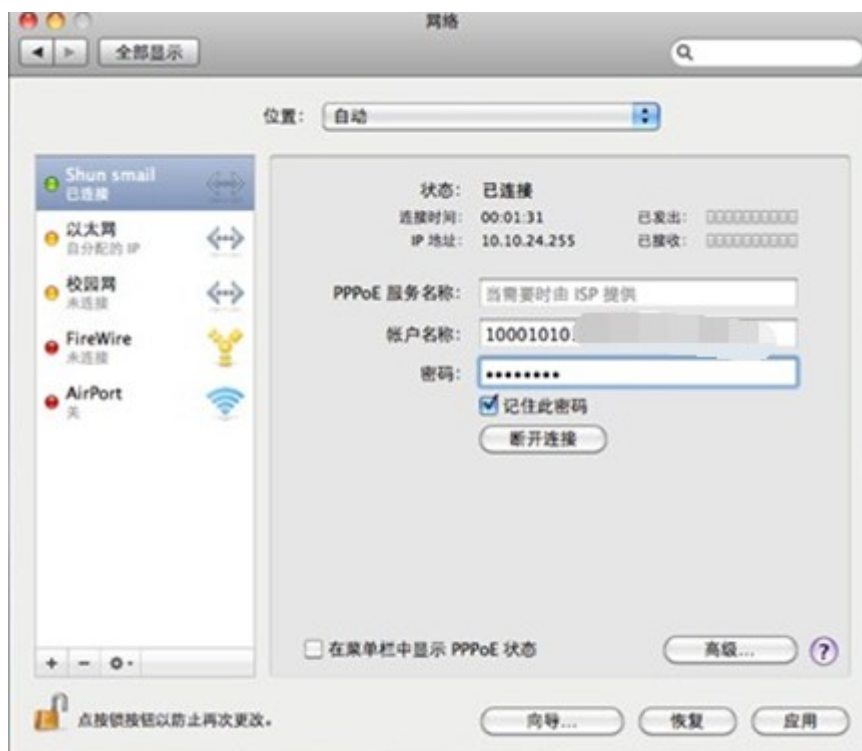 网络
全部显示
位置： 自动
Shun smail
已连接
以太网
自分配的 IP
校园网
未连接
FireWire
未连接
AirPort
关
状态： 已连接
连接时间： 00:01:31 已发出：
IP 地址： 10.10.24.255 已接收：
PPPoE 服务名称： 当需要时由 ISP 提供
帐户名称： 10001010
密码： ••••••••
记住此密码
断开连接
在菜单栏中显示 PPPoE 状态
高级... ?
点按锁按钮以防止再次更改。
向导... 恢复 应用